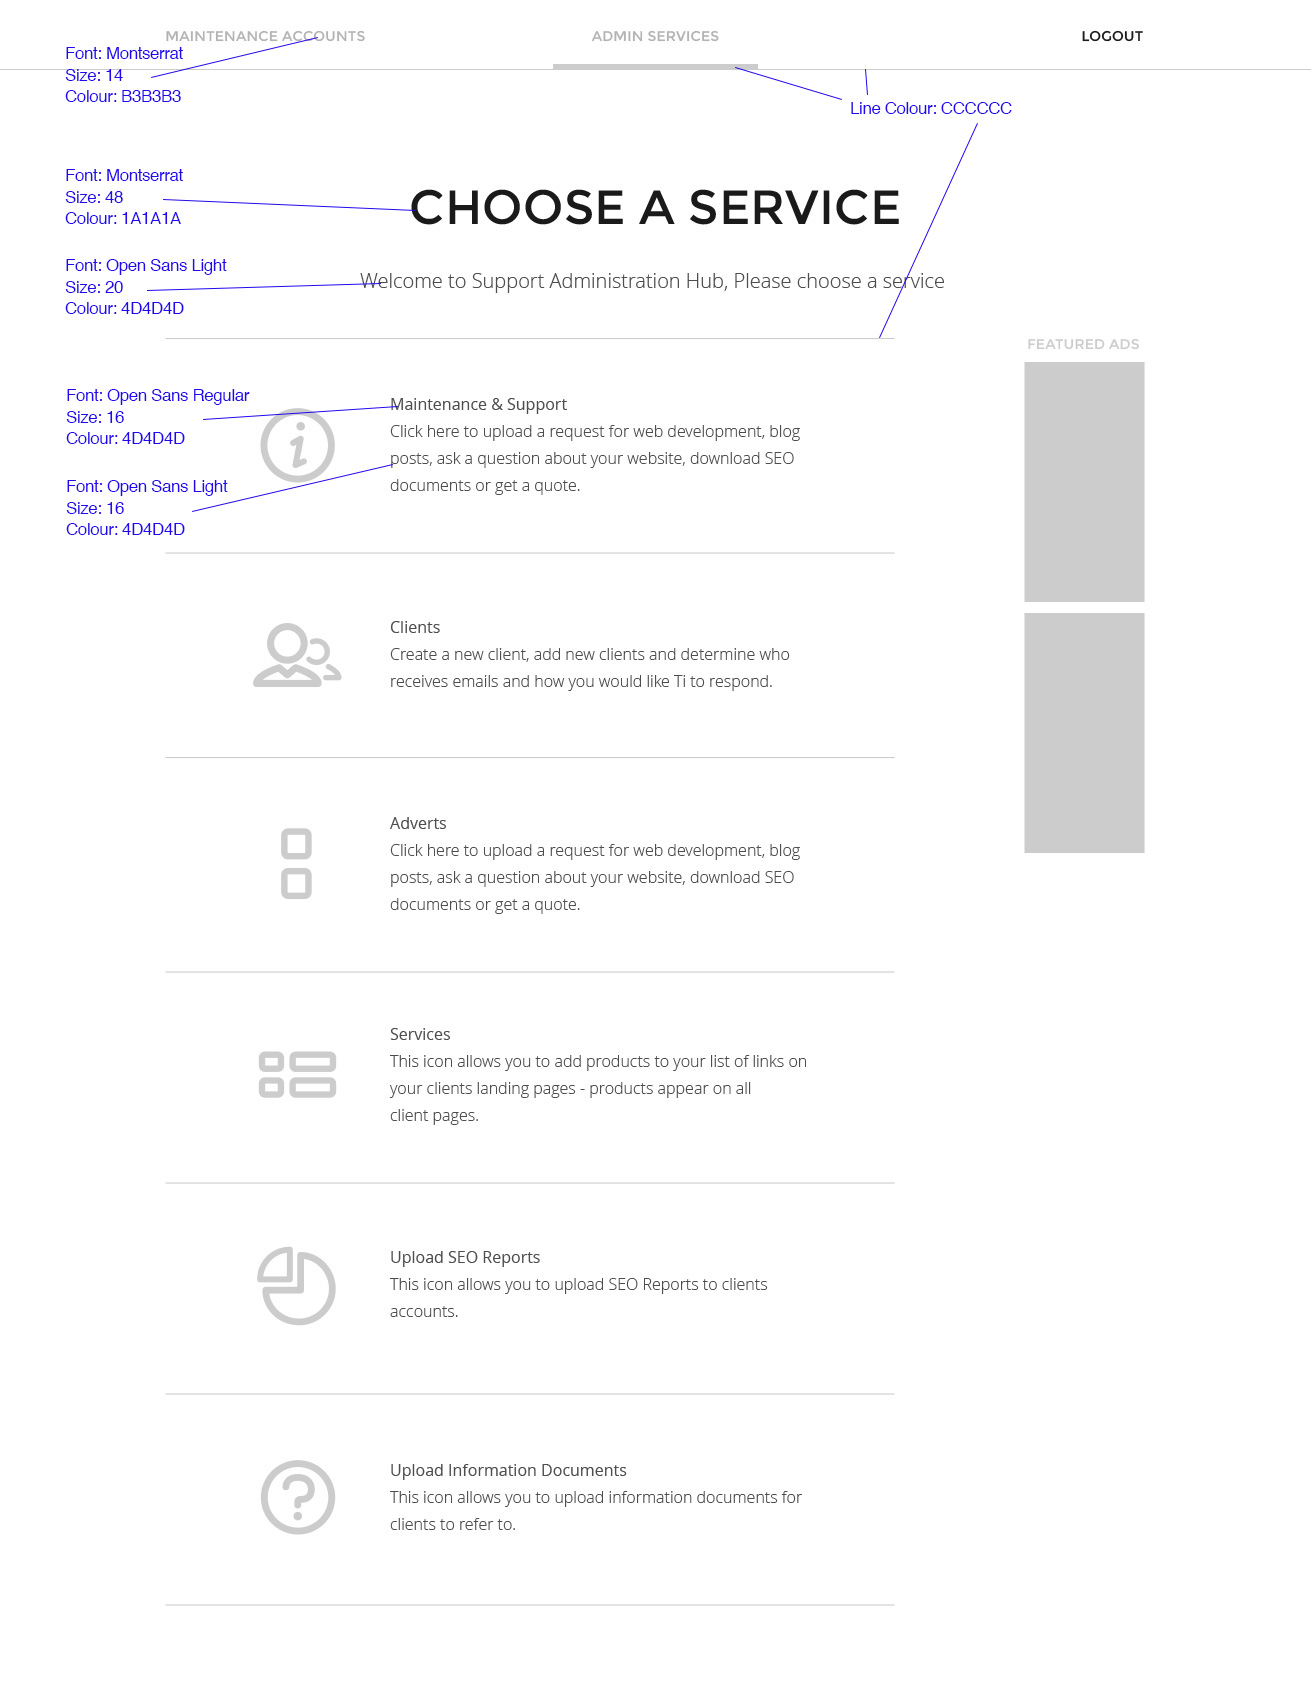 MAINTENANCE ACCOUNTS
ADMIN SERVICES
LOGOUT
Font: Montserrat
Size: 14
Colour: B3B3B3
Line Colour: CCCCCC
Font: Montserrat
Size: 48
Colour: 1A1A1A
CHOOSE A SERVICE
Font: Open Sans Light
Size: 20
Colour: 4D4D4D
Welcome to Support Administration Hub, Please choose a service
FEATURED ADS
Font: Open Sans Regular
Size: 16
Colour: 4D4D4D
Font: Open Sans Light
Size: 16
Colour: 4D4D4D
Maintenance & Support
Click here to upload a request for web development, blog
posts, ask a question about your website, download SEO
documents or get a quote.
Clients
Create a new client, add new clients and determine who
receives emails and how you would like Ti to respond.
Adverts
Click here to upload a request for web development, blog
posts, ask a question about your website, download SEO
documents or get a quote.
Services
This icon allows you to add products to your list of links on
your clients landing pages - products appear on all
client pages.
Upload SEO Reports
This icon allows you to upload SEO Reports to clients
accounts.
Upload Information Documents
This icon allows you to upload information documents for
clients to refer to.